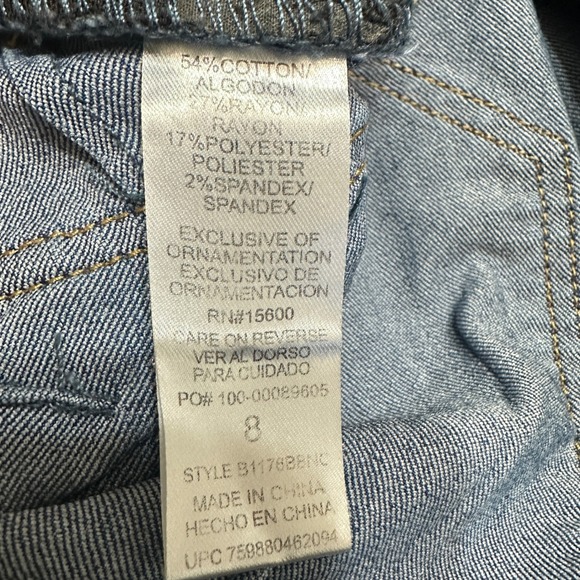 54%COTTON/
ALGODON
27%RAYON/
RAYON
17%POLYESTER/
POLIESTER
2%SPANDEX/
SPANDEX
EXCLUSIVE OF
ORNAMENTATION
EXCLUSIVO DE
ORNAMENTACION
RN#15600
CARE ON REVERSE
VER AL DORSO
PARA CUIDADO
PO# 100-00089605
8
STYLE B1176BBNC
MADE IN CHINA
HECHO EN CHINA
UPC 759880462094